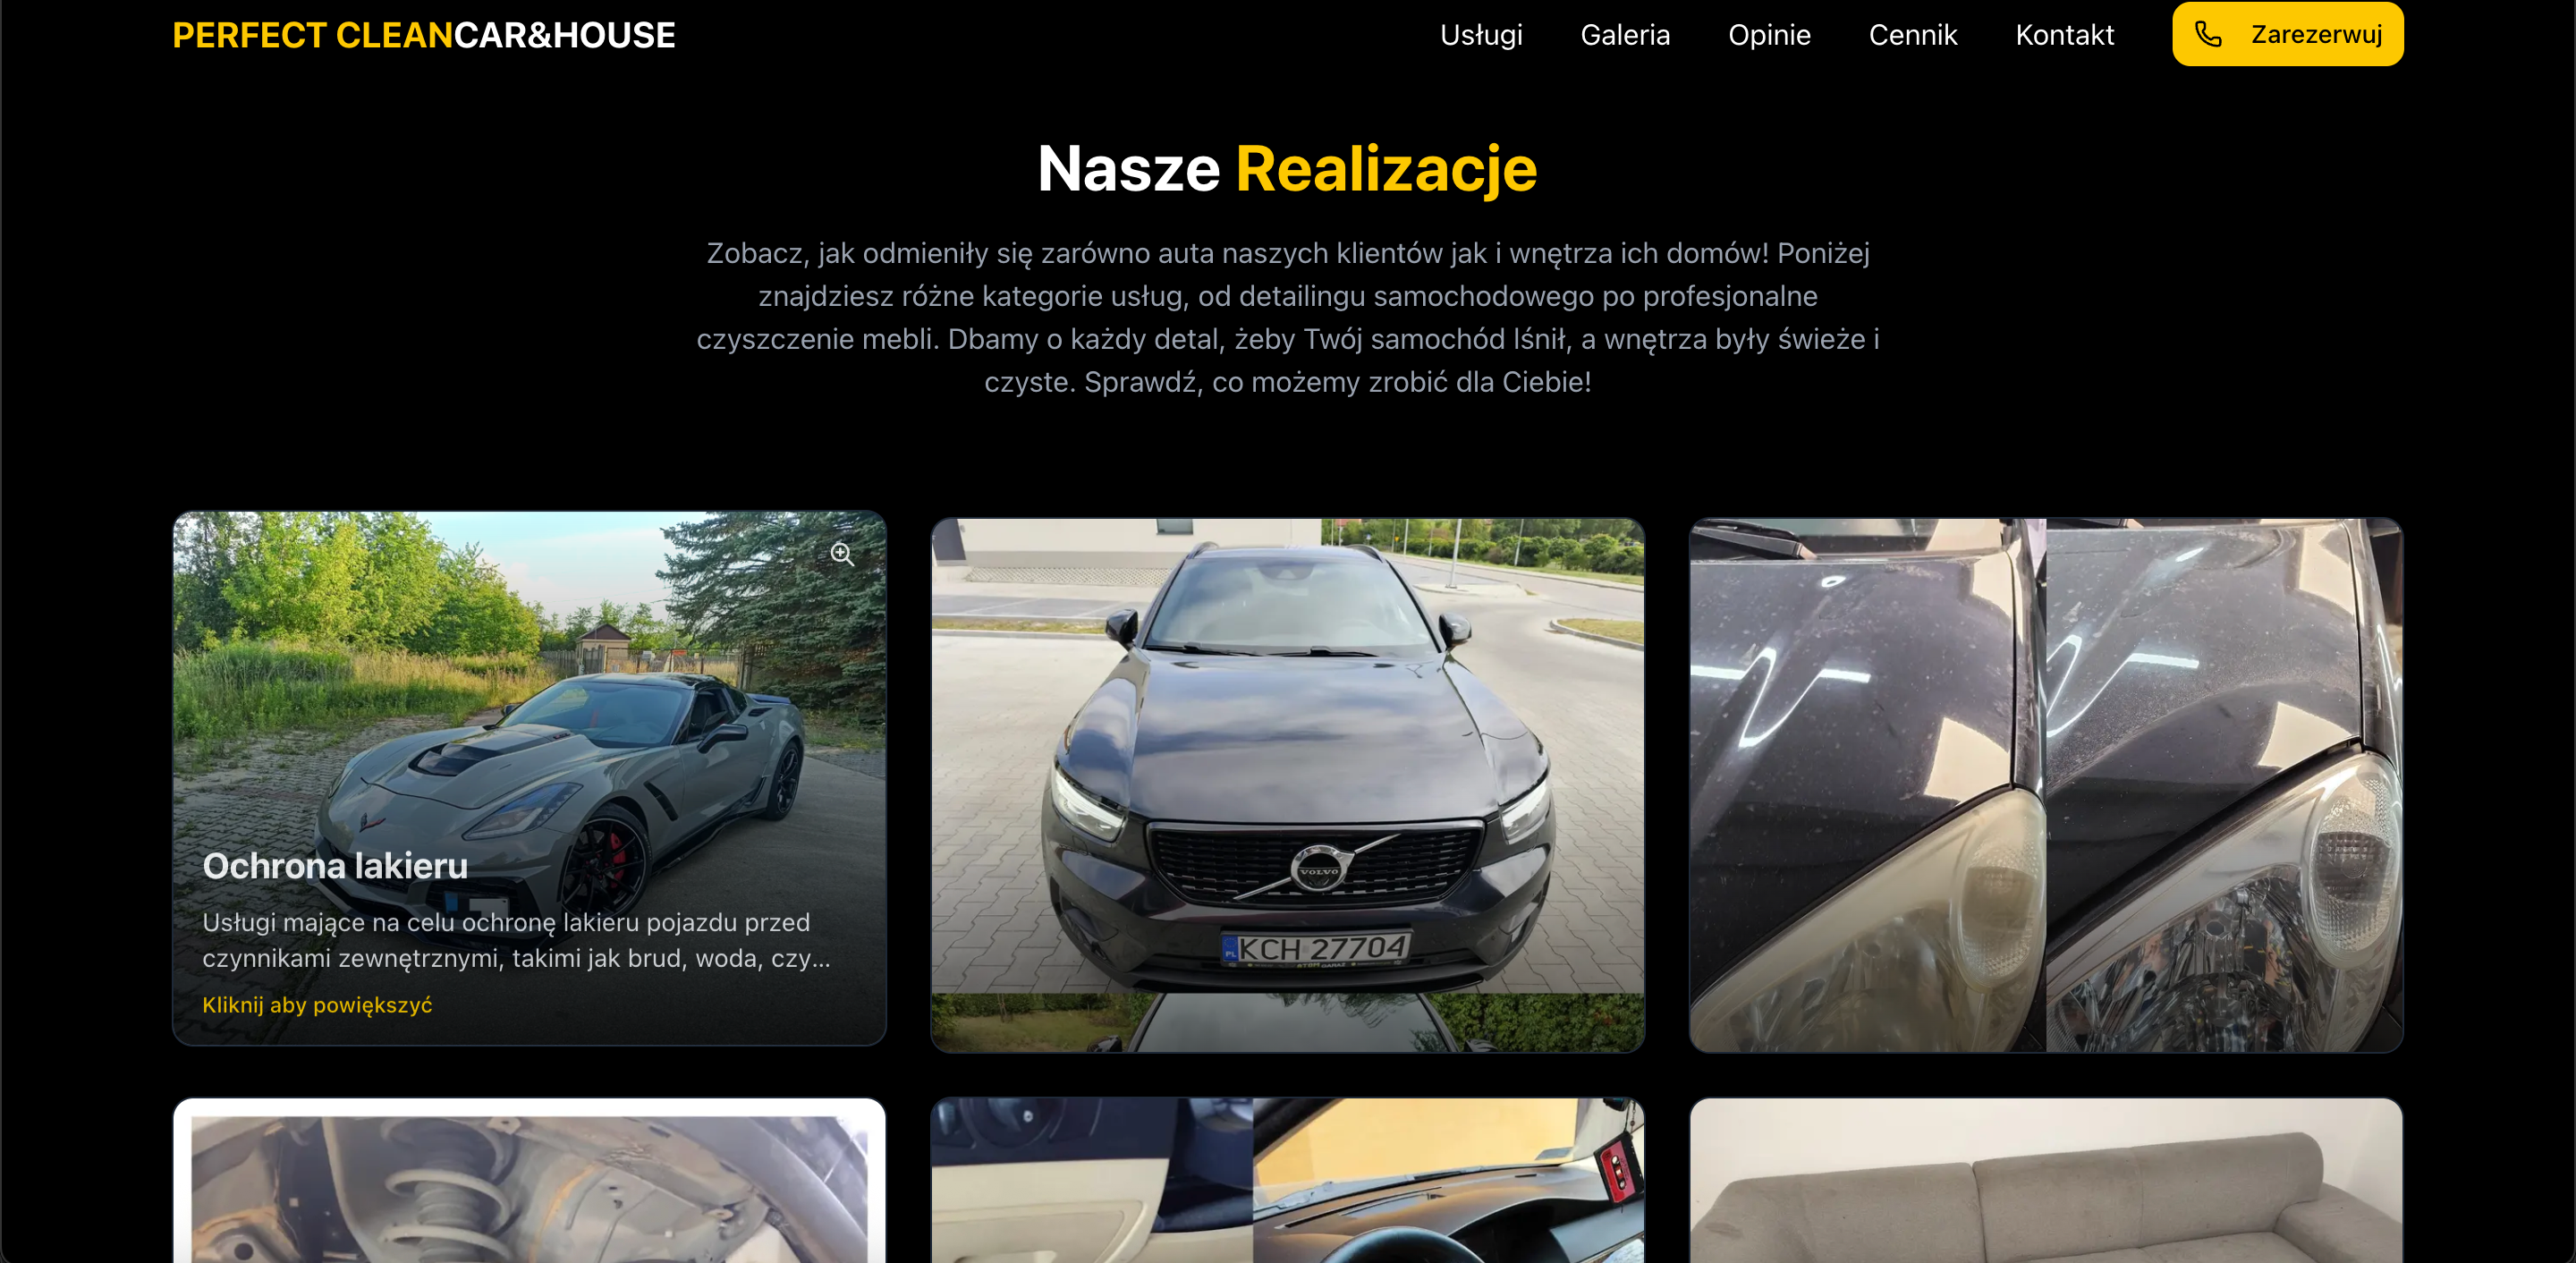 PERFECT CLEANCAR&HOUSE
Usługi
Galeria
Opinie
Cennik
Kontakt
Zarezerwuj
Nasze Realizacje
Zobacz, jak odmieniły się zarówno auta naszych klientów jak i wnętrza ich domów! Poniżej
znajdziesz różne kategorie usług, od detailingu samochodowego po profesjonalne
czyszczenie mebli. Dbamy o każdy detal, żeby Twój samochód lśnił, a wnętrza były świeże i
czyste. Sprawdź, co możemy zrobić dla Ciebie!
Ochrona lakieru
Usługi mające na celu ochronę lakieru pojazdu przed
czynnikami zewnętrznymi, takimi jak brud, woda, czy...
Kliknij aby powiększyć
VOLVO
PL KCH 27704